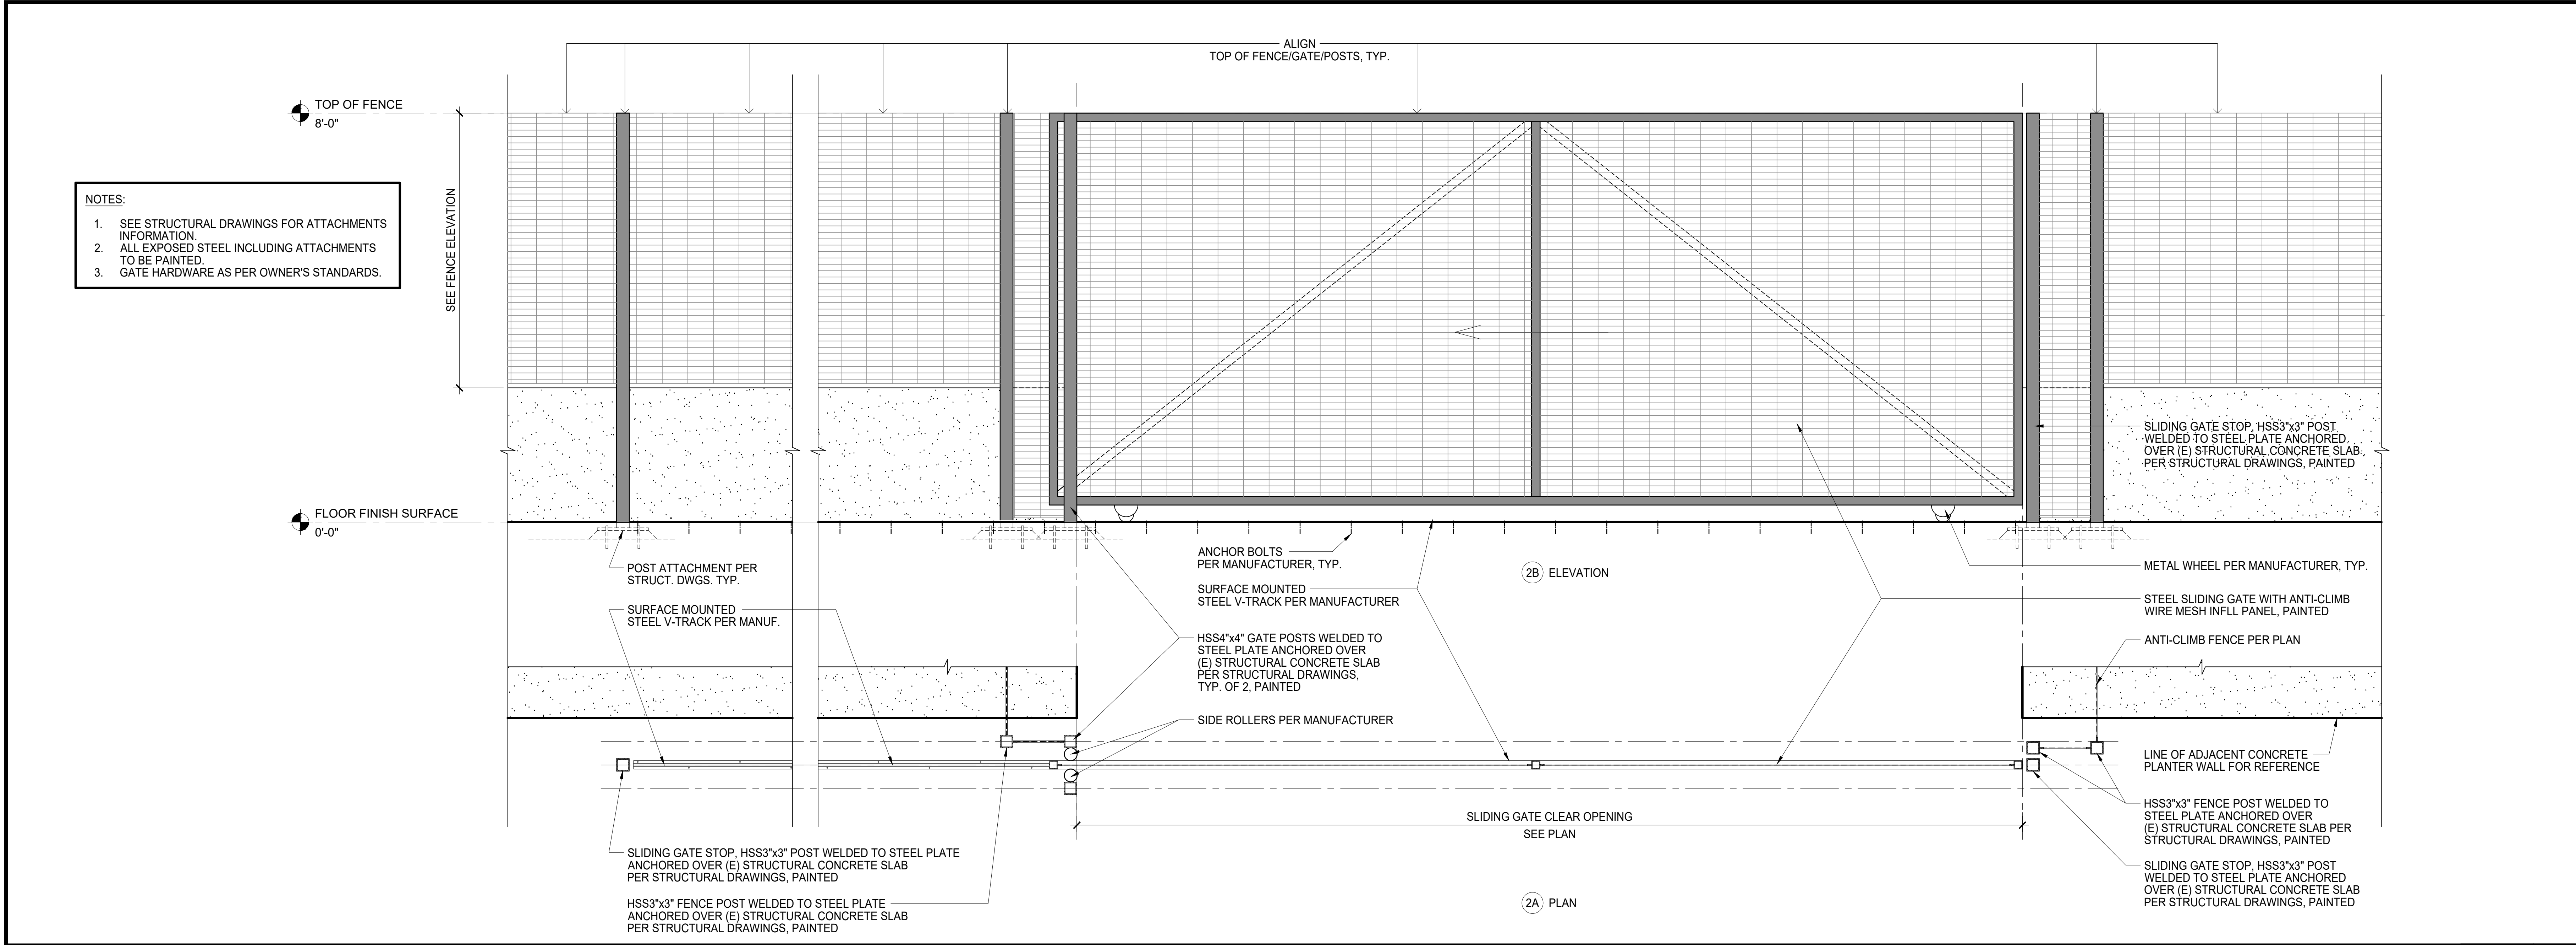 ALIGN
TOP OF FENCE/GATE/POSTS, TYP.
TOP OF FENCE
8'-0"
NOTES:
1. SEE STRUCTURAL DRAWINGS FOR ATTACHMENTS
INFORMATION.
2. ALL EXPOSED STEEL INCLUDING ATTACHMENTS
TO BE PAINTED.
3. GATE HARDWARE AS PER OWNER'S STANDARDS.
SEE FENCE ELEVATION
SLIDING GATE STOP, HSS3"x3" POST
WELDED TO STEEL PLATE ANCHORED
OVER (E) STRUCTURAL CONCRETE SLAB
PER STRUCTURAL DRAWINGS, PAINTED
FLOOR FINISH SURFACE
0'-0"
POST ATTACHMENT PER
STRUCT. DWGS. TYP.
SURFACE MOUNTED
STEEL V-TRACK PER MANUF.
ANCHOR BOLTS
PER MANUFACTURER, TYP.
SURFACE MOUNTED
STEEL V-TRACK PER MANUFACTURER
2B ELEVATION
METAL WHEEL PER MANUFACTURER, TYP.
STEEL SLIDING GATE WITH ANTI-CLIMB
WIRE MESH INFLL PANEL, PAINTED
HSS4"x4" GATE POSTS WELDED TO
STEEL PLATE ANCHORED OVER
(E) STRUCTURAL CONCRETE SLAB
PER STRUCTURAL DRAWINGS,
TYP. OF 2, PAINTED
ANTI-CLIMB FENCE PER PLAN
SIDE ROLLERS PER MANUFACTURER
LINE OF ADJACENT CONCRETE
PLANTER WALL FOR REFERENCE
SLIDING GATE CLEAR OPENING
SEE PLAN
HSS3"x3" FENCE POST WELDED TO
STEEL PLATE ANCHORED OVER
(E) STRUCTURAL CONCRETE SLAB PER
STRUCTURAL DRAWINGS, PAINTED
SLIDING GATE STOP, HSS3"x3" POST WELDED TO STEEL PLATE
ANCHORED OVER (E) STRUCTURAL CONCRETE SLAB
PER STRUCTURAL DRAWINGS, PAINTED
SLIDING GATE STOP, HSS3"x3" POST
WELDED TO STEEL PLATE ANCHORED
OVER (E) STRUCTURAL CONCRETE SLAB
PER STRUCTURAL DRAWINGS, PAINTED
HSS3"x3" FENCE POST WELDED TO STEEL PLATE
ANCHORED OVER (E) STRUCTURAL CONCRETE SLAB
PER STRUCTURAL DRAWINGS, PAINTED
2A PLAN